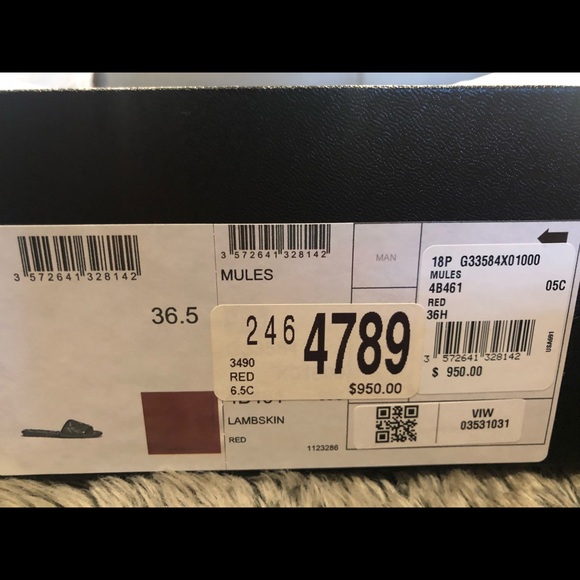 3 572641 328142
36.5
3 572641 328142
MULES
MAN
246 4789
3490
RED
6.5C
$950.00
LAMBSKIN
RED
1123286
18P G33584X01000
MULES
4B461 05C
RED
36H
3 572641 328142
USA691
$ 950.00
VIW
03531031